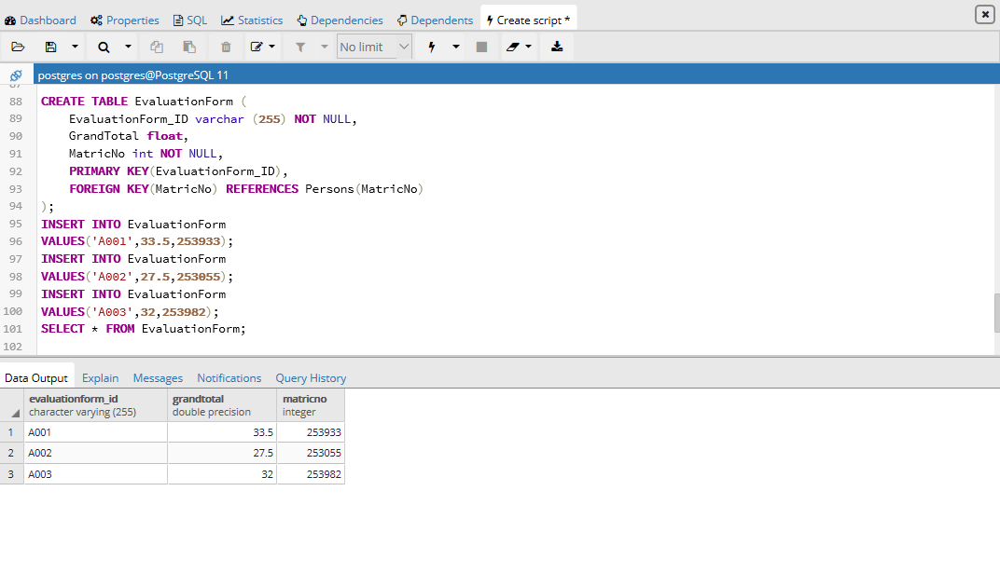 Dashboard Properties SQL Statistics Dependencies Dependents Create script *
No limit
postgres on postgres@PostgreSQL 11
87
88 CREATE TABLE EvaluationForm (
89 EvaluationForm_ID varchar (255) NOT NULL,
90 GrandTotal float,
91 MatricNo int NOT NULL,
92 PRIMARY KEY(EvaluationForm_ID),
93 FOREIGN KEY(MatricNo) REFERENCES Persons(MatricNo)
94 );
95 INSERT INTO EvaluationForm
96 VALUES('A001',33.5,253933);
97 INSERT INTO EvaluationForm
98 VALUES('A002',27.5,253055);
99 INSERT INTO EvaluationForm
100 VALUES('A003',32,253982);
101 SELECT * FROM EvaluationForm;
102
Data Output Explain Messages Notifications Query History
evaluationform_id grandtotal matricno
character varying (255) double precision integer
1 A001 33.5 253933
2 A002 27.5 253055
3 A003 32 253982